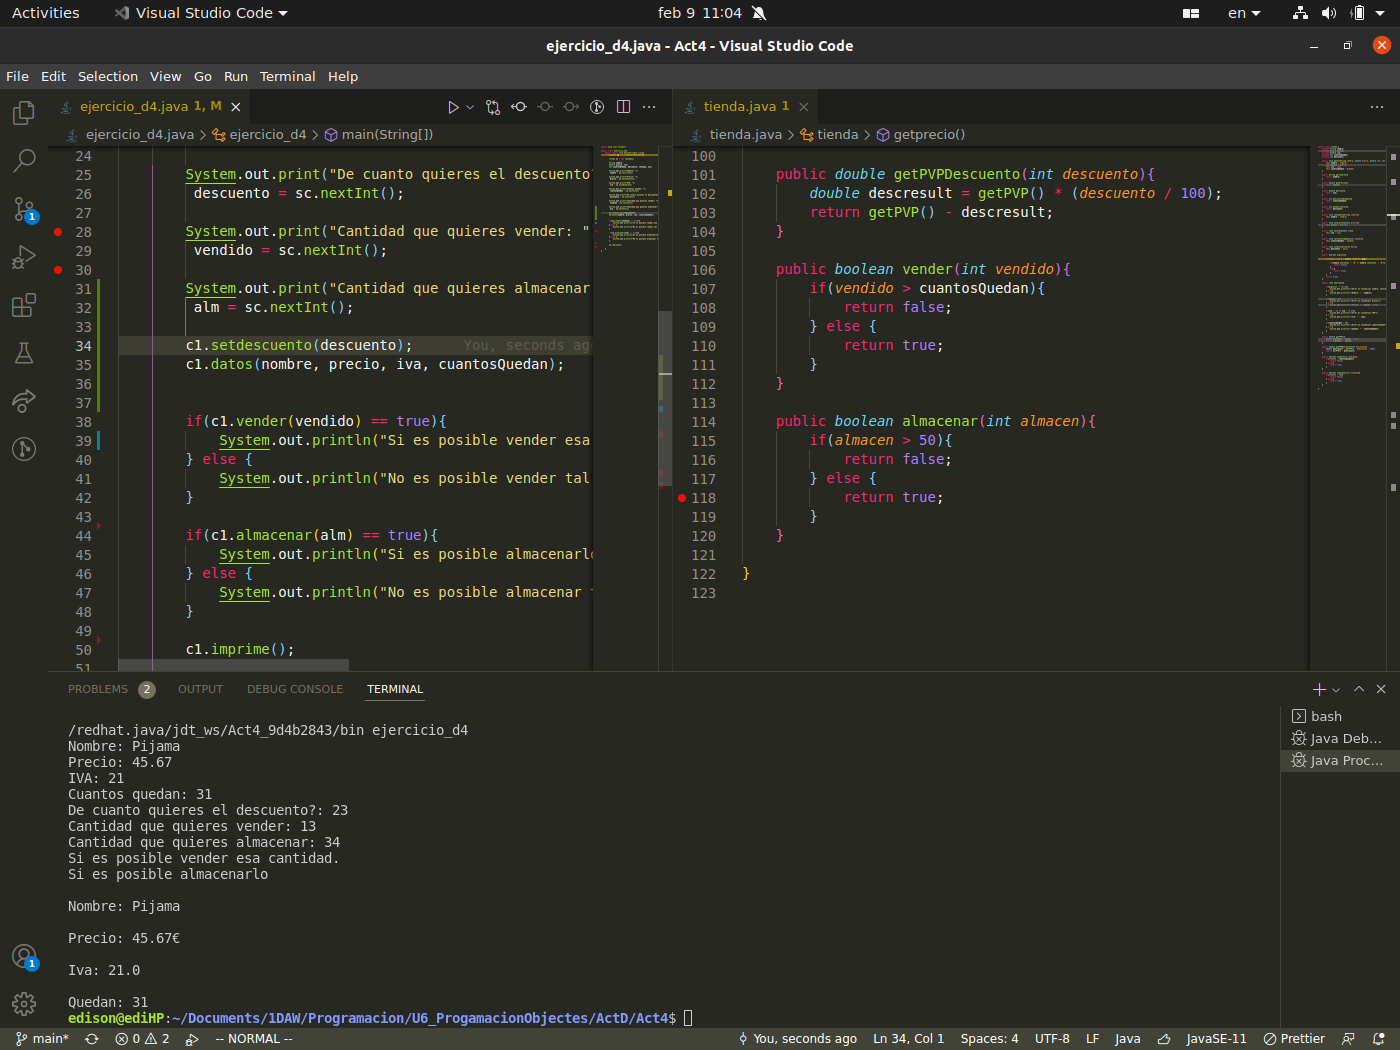 Activities Visual Studio Code feb 9 11:04 en
ejercicio_d4.java - Act4 - Visual Studio Code
File Edit Selection View Go Run Terminal Help
ejercicio_d4.java 1, M
ejercicio_d4.java > ejercicio_d4 > main(String[])
24
25 System.out.print("De cuanto quieres el descuento
26 descuento = sc.nextInt();
27
28 System.out.print("Cantidad que quieres vender: "
29 vendido = sc.nextInt();
30
31 System.out.print("Cantidad que quieres almacenar
32 alm = sc.nextInt();
33
34 c1.setdescuento(descuento); You, seconds ag
35 c1.datos(nombre, precio, iva, cuantosQuedan);
36
37
38 if(c1.vender(vendido) == true){
39 System.out.println("Si es posible vender esa
40 } else {
41 System.out.println("No es posible vender tal
42 }
43
44 if(c1.almacenar(alm) == true){
45 System.out.println("Si es posible almacenarlo
46 } else {
47 System.out.println("No es posible almacenar
48 }
49
50 c1.imprime();
51
tienda.java 1
tienda.java > tienda > getprecio()
100
101 public double getPVPDescuento(int descuento){
102 double descresult = getPVP() * (descuento / 100);
103 return getPVP() - descresult;
104 }
105
106 public boolean vender(int vendido){
107 if(vendido > cuantosQuedan){
108 return false;
109 } else {
110 return true;
111 }
112 }
113
114 public boolean almacenar(int almacen){
115 if(almacen > 50){
116 return false;
117 } else {
118 return true;
119 }
120 }
121
122 }
123
PROBLEMS 2 OUTPUT DEBUG CONSOLE TERMINAL
/redhat.java/jdt_ws/Act4_9d4b2843/bin ejercicio_d4
Nombre: Pijama
Precio: 45.67
IVA: 21
Cuantos quedan: 31
De cuanto quieres el descuento?: 23
Cantidad que quieres vender: 13
Cantidad que quieres almacenar: 34
Si es posible vender esa cantidad.
Si es posible almacenarlo
Nombre: Pijama
Precio: 45.67€
Iva: 21.0
Quedan: 31
edison@ediHP:~/Documents/1DAW/Programacion/U6_ProgamacionObjectes/ActD/Act4$
bash
Java Deb...
Java Proc...
1
1
main* 0 2 -- NORMAL -- You, seconds ago Ln 34, Col 1 Spaces: 4 UTF-8 LF Java JavaSE-11 Prettier